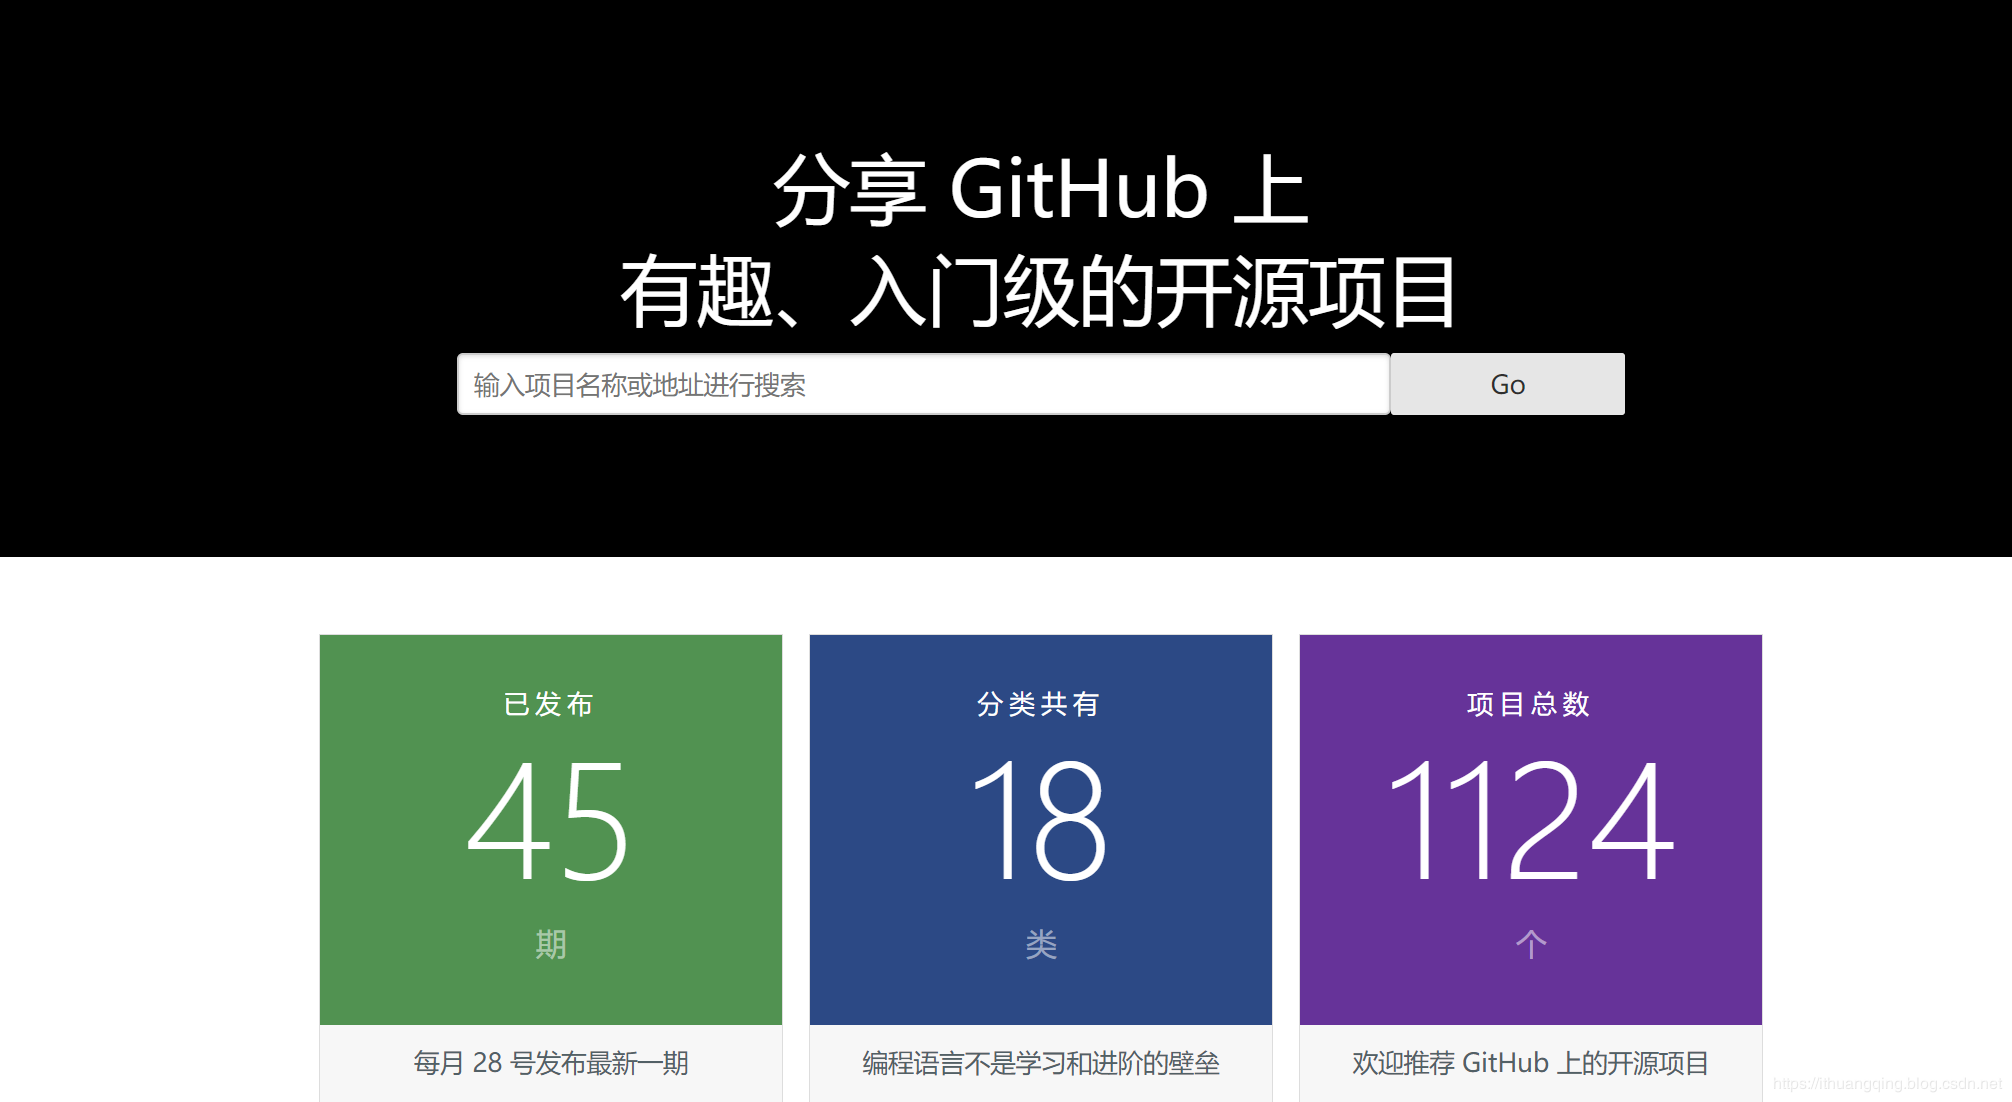 分享 GitHub 上
有趣、入门级的开源项目
输入项目名称或地址进行搜索
Go
已发布
45
期
每月 28 号发布最新一期
分类共有
18
类
编程语言不是学习和进阶的壁垒
项目总数
1124
个
欢迎推荐 GitHub 上的开源项目
https://ithuangqing.blog.csdn.net